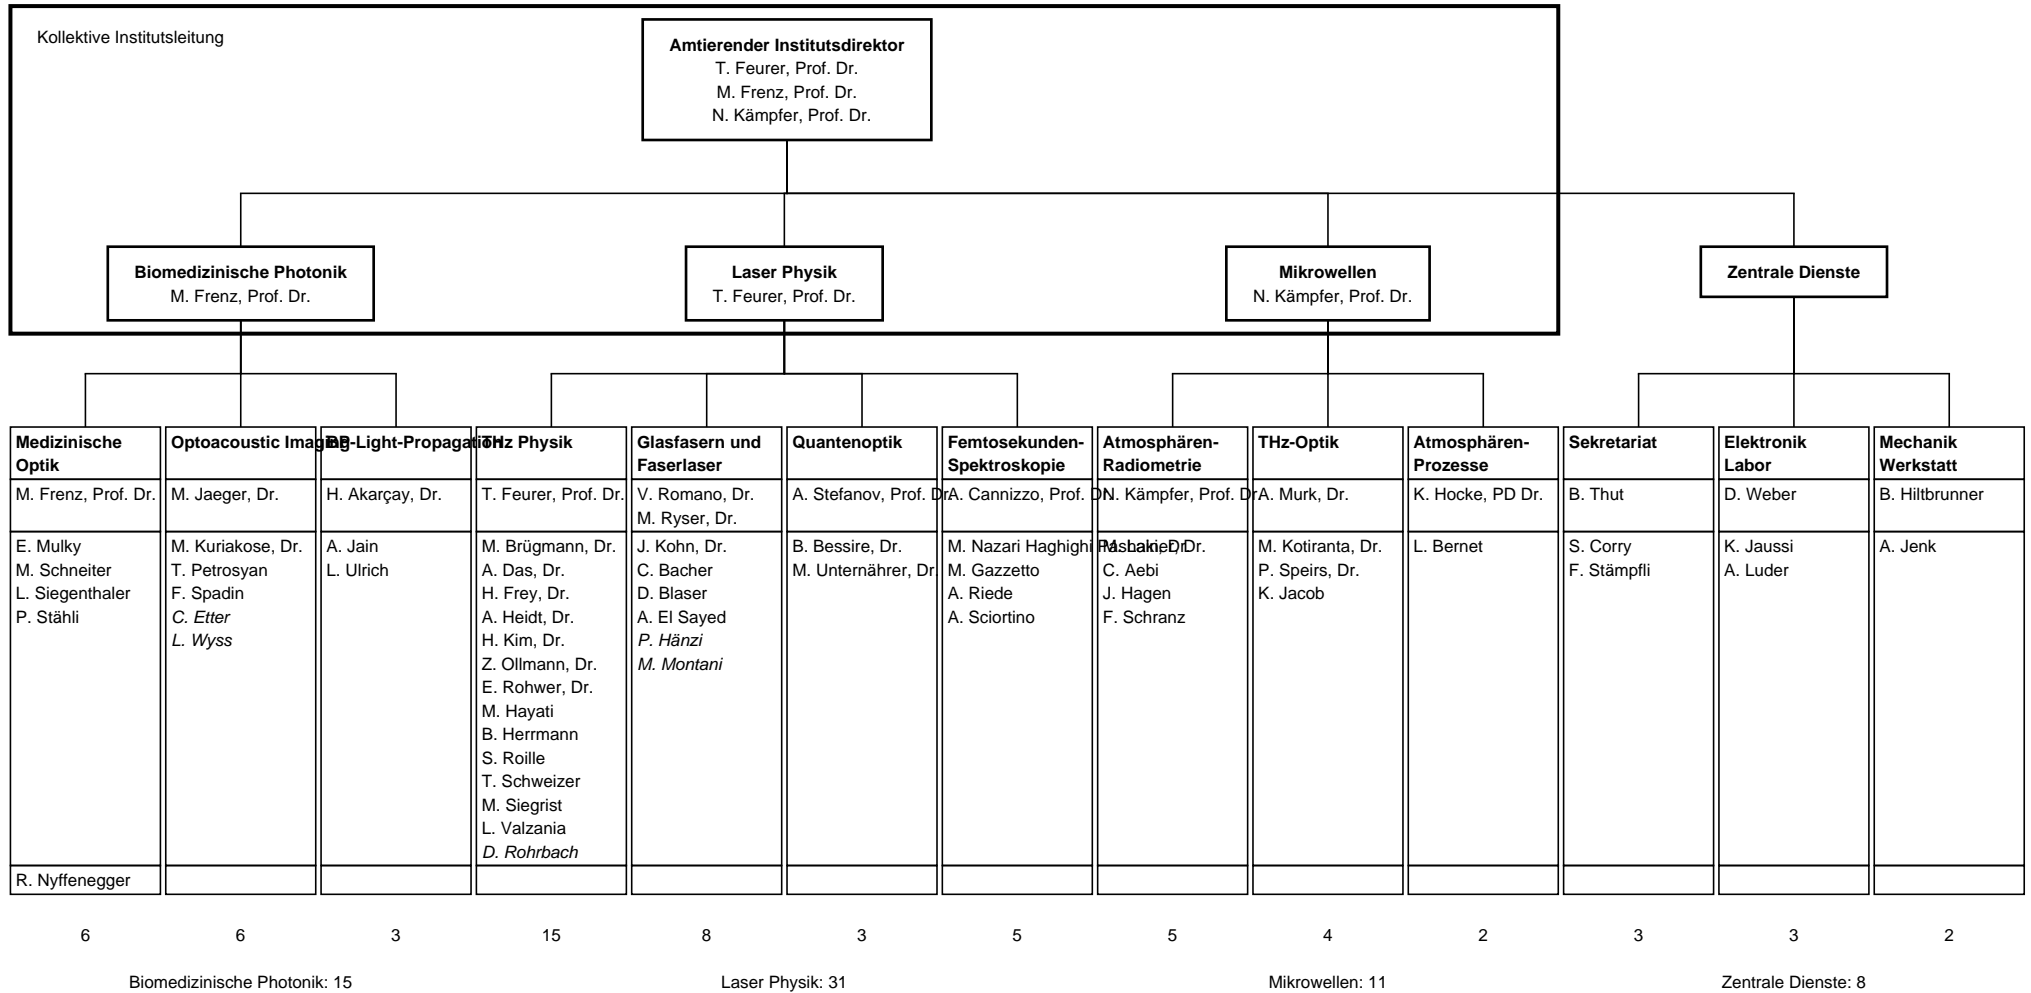 Kollektive Institutsleitung
Amtierender Institutsdirektor
T. Feurer, Prof. Dr.
M. Frenz, Prof. Dr.
N. Kämpfer, Prof. Dr.
Biomedizinische Photonik
M. Frenz, Prof. Dr.
Laser Physik
T. Feurer, Prof. Dr.
Mikrowellen
N. Kämpfer, Prof. Dr.
Zentrale Dienste
Medizinische
Optik
M. Frenz, Prof. Dr.
E. Mulky
M. Schneiter
L. Siegenthaler
P. Stähli
R. Nyffenegger
Optoacoustic Imaging
M. Jaeger, Dr.
M. Kuriakose, Dr.
T. Petrosyan
F. Spadin
C. Etter
L. Wyss
BP-Light-Propagation
H. Akarçay, Dr.
A. Jain
L. Ulrich
THz Physik
T. Feurer, Prof. Dr.
M. Brügmann, Dr.
A. Das, Dr.
H. Frey, Dr.
A. Heidt, Dr.
H. Kim, Dr.
Z. Ollmann, Dr.
E. Rohwer, Dr.
M. Hayati
B. Herrmann
S. Roille
T. Schweizer
M. Siegrist
L. Valzania
D. Rohrbach
Glasfasern und
Faserlaser
V. Romano, Dr.
M. Ryser, Dr.
J. Kohn, Dr.
C. Bacher
D. Blaser
A. El Sayed
P. Hänzi
M. Montani
Quantenoptik
A. Stefanov, Prof. Dr.
B. Bessire, Dr.
M. Unternährer, Dr.
Femtosekunden-
Spektroskopie
A. Cannizzo, Prof. Dr.
M. Nazari Haghighi Pashaki, Dr.
M. Gazzetto
A. Riede
A. Sciortino
Atmosphären-
Radiometrie
N. Kämpfer, Prof. Dr.
M. Dr.
C. Aebi
J. Hagen
F. Schranz
THz-Optik
A. Murk, Dr.
M. Kotiranta, Dr.
P. Speirs, Dr.
K. Jacob
Atmosphären-
Prozesse
K. Hocke, PD Dr.
L. Bernet
Sekretariat
B. Thut
S. Corry
F. Stämpfli
Elektronik
Labor
D. Weber
K. Jaussi
A. Luder
Mechanik
Werkstatt
B. Hiltbrunner
A. Jenk
6 6 3 15 8 3 5 5 4 2 3 3 2
Biomedizinische Photonik: 15 Laser Physik: 31 Mikrowellen: 11 Zentrale Dienste: 8